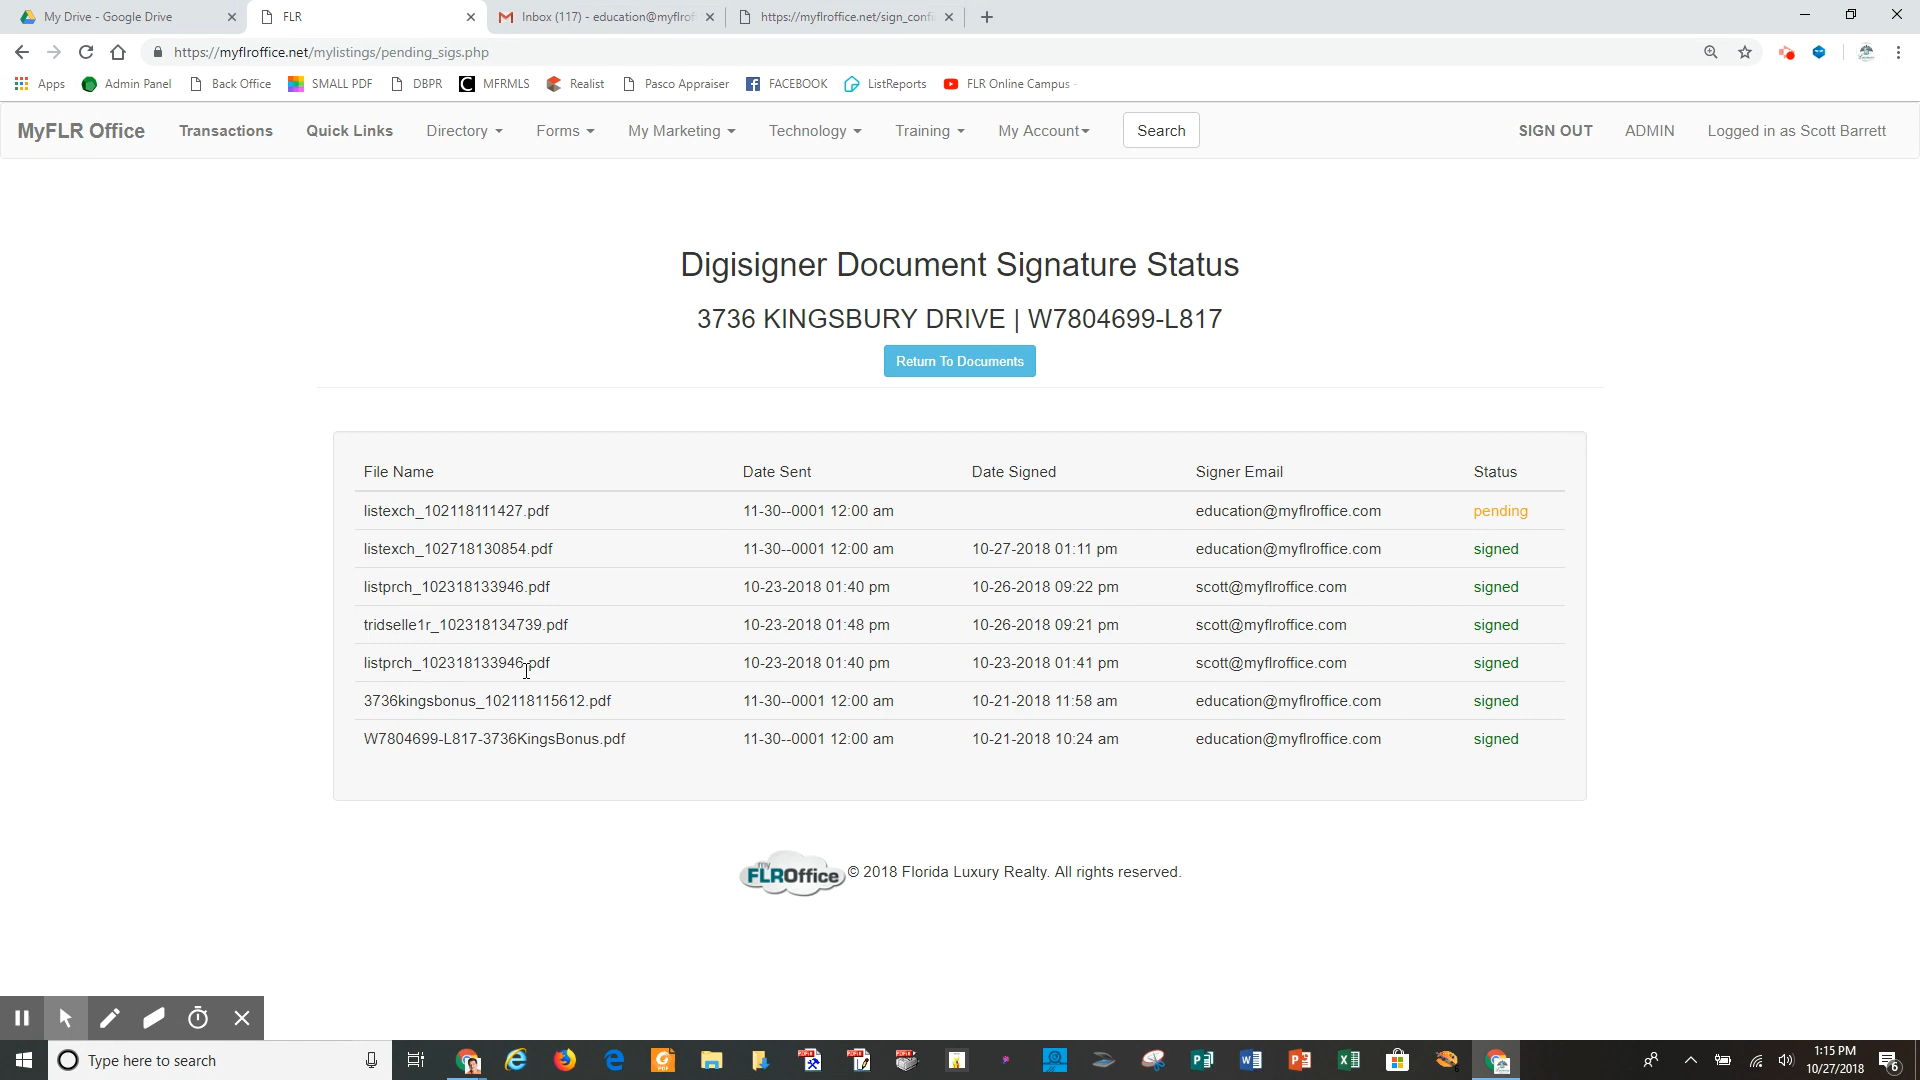 My Drive - Google Drive
FLR
Inbox (117) - education@myflrof
https://myflroffice.net/sign_confi
https://myflroffice.net/mylistings/pending_sigs.php
Apps
Admin Panel
Back Office
SMALL PDF
DBPR
MFRMLS
Realist
Pasco Appraiser
FACEBOOK
ListReports
FLR Online Campus -
MyFLR Office
Transactions
Quick Links
Directory
Forms
My Marketing
Technology
Training
My Account
Search
SIGN OUT
ADMIN
Logged in as Scott Barrett
Digisigner Document Signature Status
3736 KINGSBURY DRIVE | W7804699-L817
Return To Documents
File Name Date Sent Date Signed Signer Email Status
listexch_102118111427.pdf 11-30--0001 12:00 am education@myflroffice.com pending
listexch_102718130854.pdf 11-30--0001 12:00 am 10-27-2018 01:11 pm education@myflroffice.com signed
listprch_102318133946.pdf 10-23-2018 01:40 pm 10-26-2018 09:22 pm scott@myflroffice.com signed
tridselle1r_102318134739.pdf 10-23-2018 01:48 pm 10-26-2018 09:21 pm scott@myflroffice.com signed
listprch_102318133946.pdf 10-23-2018 01:40 pm 10-23-2018 01:41 pm scott@myflroffice.com signed
3736kingsbonus_102118115612.pdf 11-30--0001 12:00 am 10-21-2018 11:58 am education@myflroffice.com signed
W7804699-L817-3736KingsBonus.pdf 11-30--0001 12:00 am 10-21-2018 10:24 am education@myflroffice.com signed
my FLROffice © 2018 Florida Luxury Realty. All rights reserved.
Type here to search
1:15 PM
10/27/2018
6